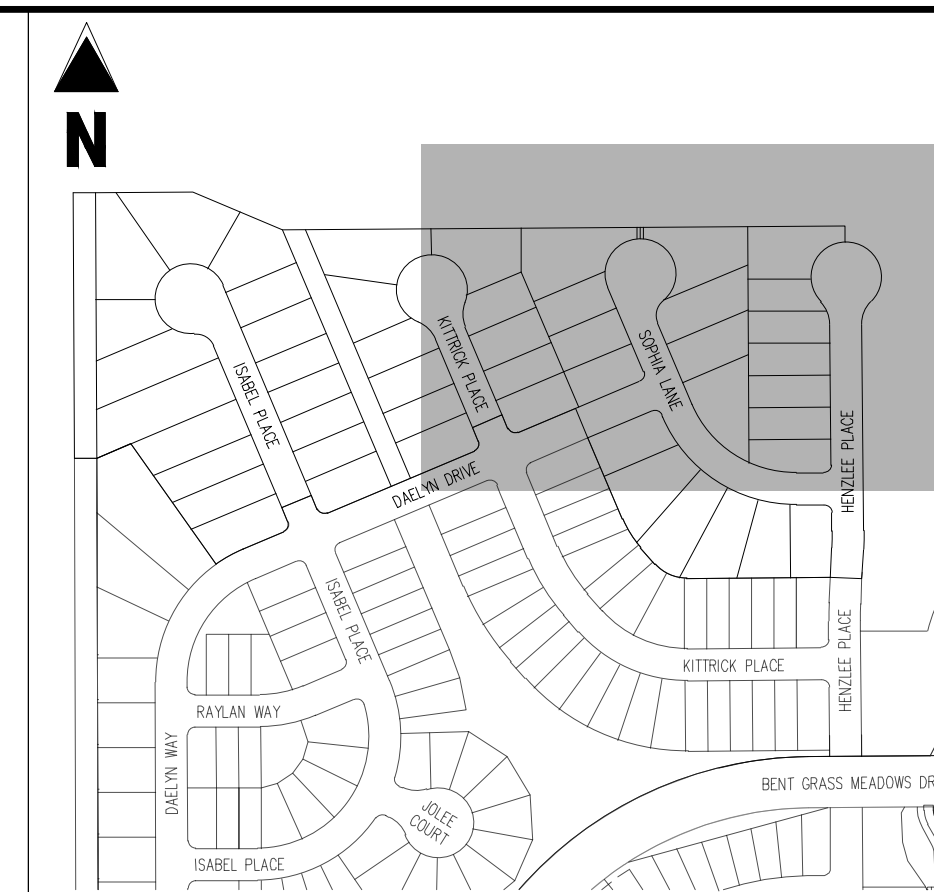 N
KITTRICK PLACE
SOPHIA LANE
ISABEL PLACE
HENZLEE PLACE
DAELYN DRIVE
ISABEL PLACE
HENZLEE PLACE
KITTRICK PLACE
RAYLAN WAY
DAELYN WAY
BENT GRASS MEADOWS DR
JOLEE
COURT
ISABEL PLACE